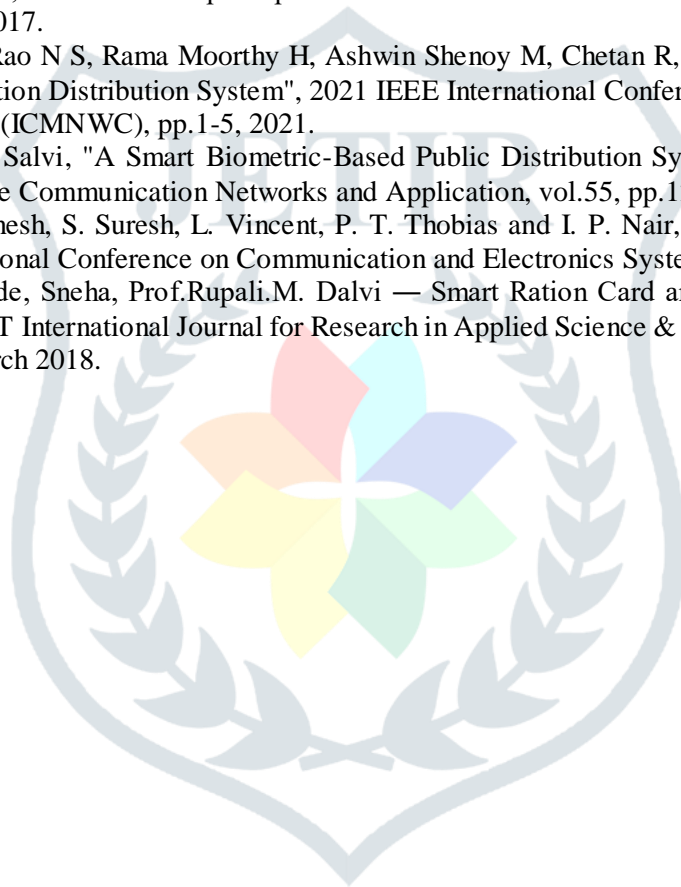 017.
Rao N S, Rama Moorthy H, Ashwin Shenoy M, Chetan R,
tion Distribution System", 2021 IEEE International Confer
(ICMNWC), pp.1-5, 2021.
Salvi, "A Smart Biometric-Based Public Distribution Sy
e Communication Networks and Application, vol.55, pp.1
nesh, S. Suresh, L. Vincent, P. T. Thobias and I. P. Nair,
onal Conference on Communication and Electronics Syste
de, Sneha, Prof.Rupali.M. Dalvi — Smart Ration Card a
T International Journal for Research in Applied Science &
rch 2018.
JETIR